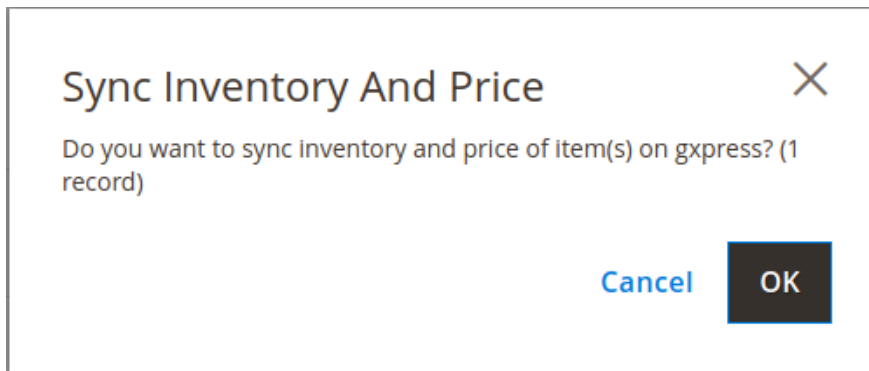 Sync Inventory And Price
Do you want to sync inventory and price of item(s) on gxpress? (1
record)
Cancel
OK